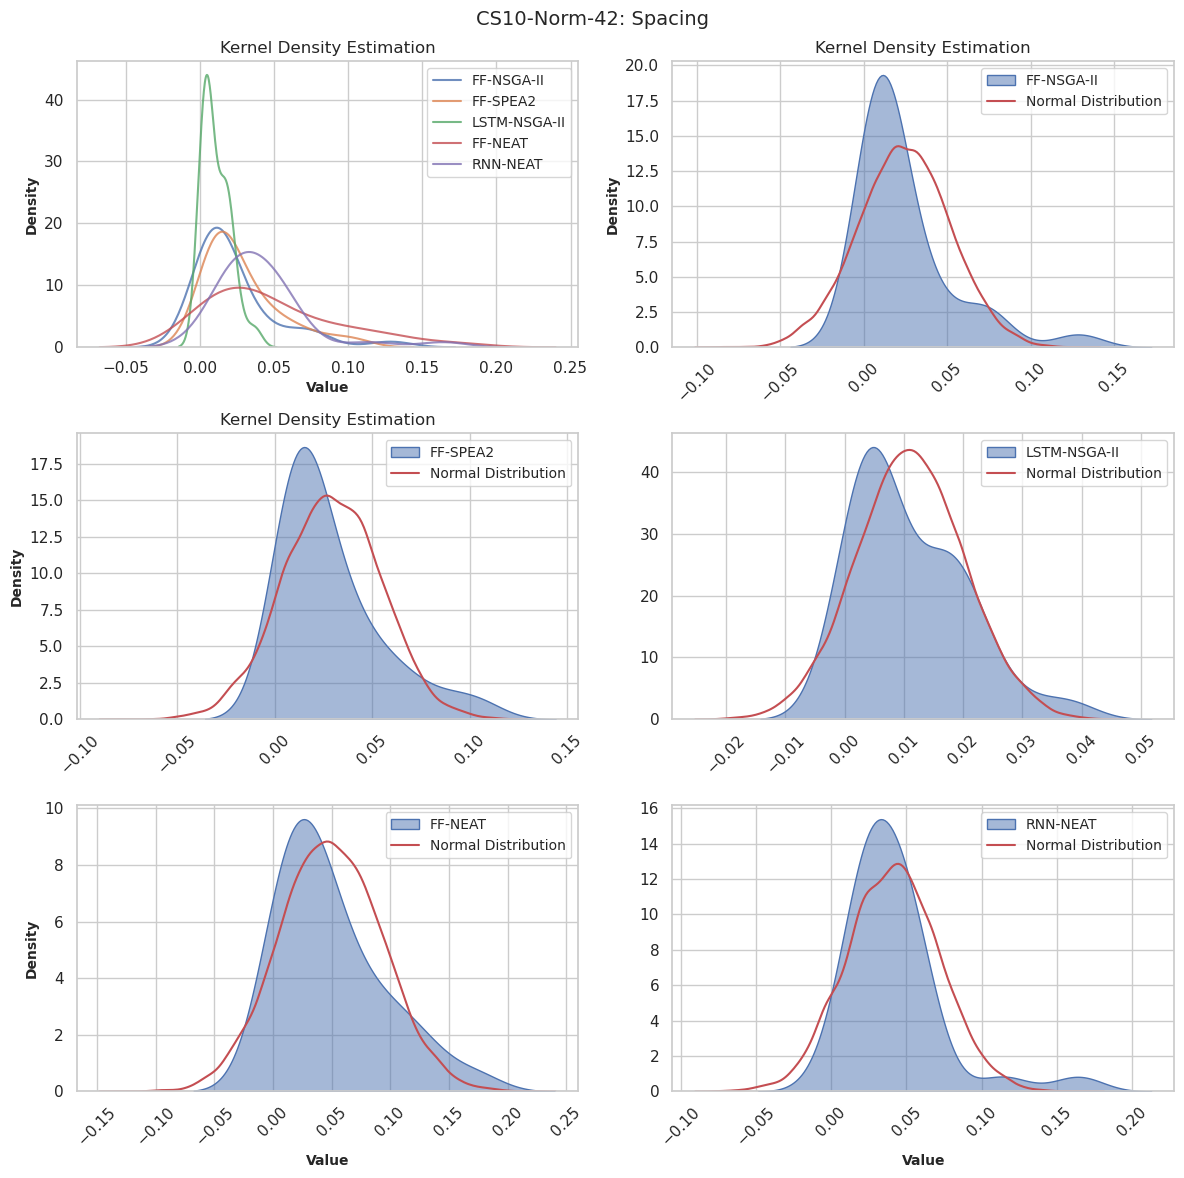 CS10-Norm-42: Spacing
Kernel Density Estimation
FF-NSGA-II
FF-SPEA2
LSTM-NSGA-II
FF-NEAT
RNN-NEAT
Density
40
30
20
10
0
−0.05 0.00 0.05 0.10 0.15 0.20 0.25
Value
Kernel Density Estimation
FF-NSGA-II
Normal Distribution
Density
20.0
17.5
15.0
12.5
10.0
7.5
5.0
2.5
0.0
−0.10 −0.05 0.00 0.05 0.10 0.15
Kernel Density Estimation
FF-SPEA2
Normal Distribution
Density
17.5
15.0
12.5
10.0
7.5
5.0
2.5
0.0
−0.10 −0.05 0.00 0.05 0.10 0.15
LSTM-NSGA-II
Normal Distribution
40
30
20
10
0
−0.02 −0.01 0.00 0.01 0.02 0.03 0.04 0.05
FF-NEAT
Normal Distribution
Density
10
8
6
4
2
0
−0.15 −0.10 −0.05 0.00 0.05 0.10 0.15 0.20 0.25
Value
RNN-NEAT
Normal Distribution
16
14
12
10
8
6
4
2
0
−0.10 −0.05 0.00 0.05 0.10 0.15 0.20
Value